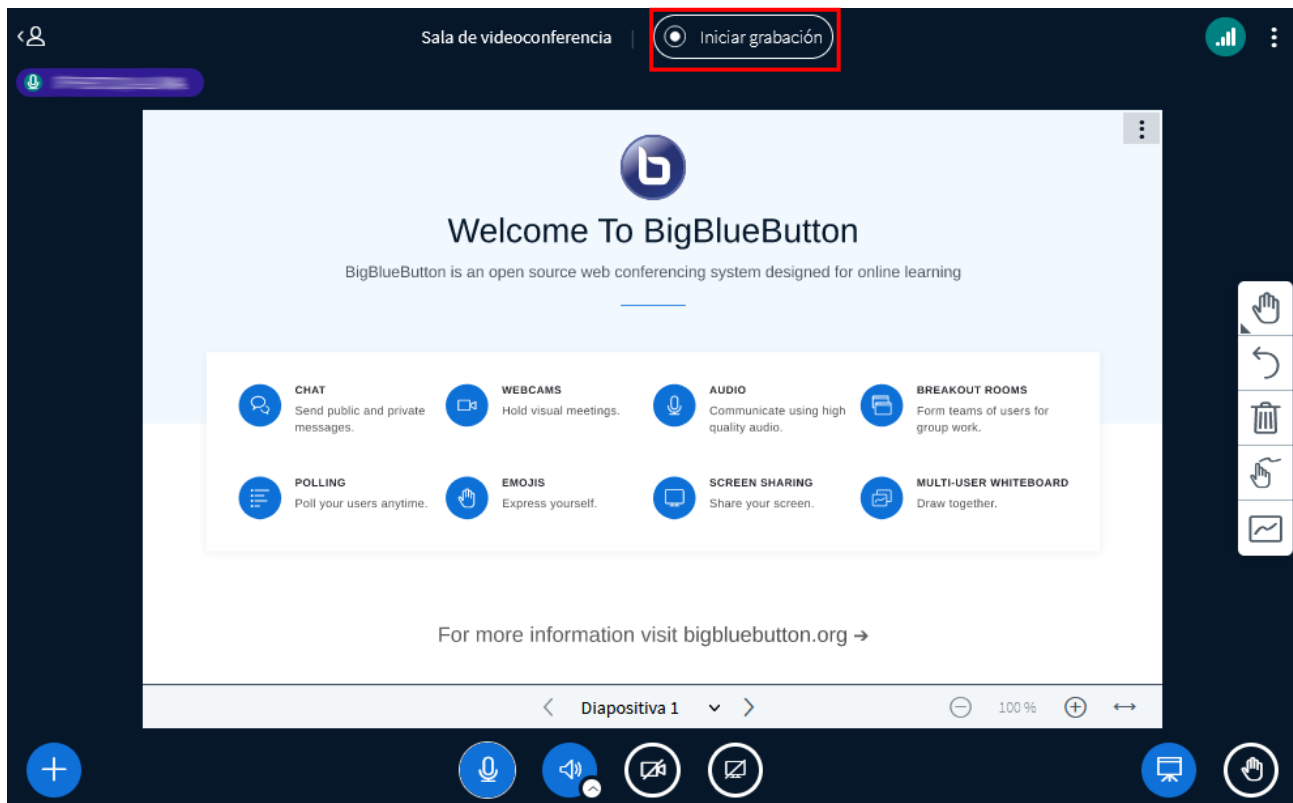 Sala de videoconferencia
Iniciar grabación
Welcome To BigBlueButton
BigBlueButton is an open source web conferencing system designed for online learning
CHAT
Send public and private
messages.
WEBCAMS
Hold visual meetings.
AUDIO
Communicate using high
quality audio.
BREAKOUT ROOMS
Form teams of users for
group work.
POLLING
Poll your users anytime.
EMOJIS
Express yourself.
SCREEN SHARING
Share your screen.
MULTI-USER WHITEBOARD
Draw together.
For more information visit bigbluebutton.org →
Diapositiva 1
100 %